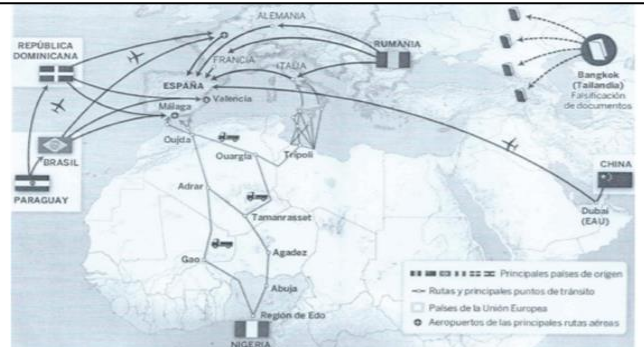 ALEMANIA
REPÚBLICA
DOMINICANA
FRANCIA
ITALIA
RUMANÍA
Bangkok
(Tailandia)
Falsificación
de documentos
ESPAÑA
Valencia
Málaga
Oujda
Ouargla
Trípoli
BRASIL
PARAGUAY
CHINA
Adrar
Tamanrasset
Dubai
(EAU)
Gao
Agadez
Abuja
Región de Edo
NIGERIA
Principales países de origen
Rutas y principales puntos de tránsito
Países de la Unión Europea
Aeropuertos de las principales rutas aéreas